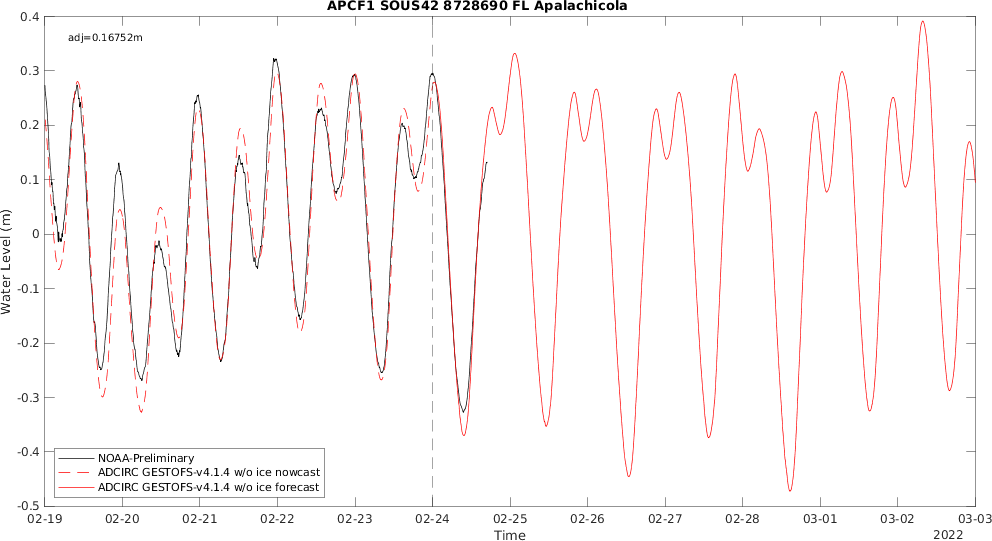 APCF1 SOUS42 8728690 FL Apalachicola
adj=0.16752m
0.4
0.3
0.2
0.1
0
-0.1
-0.2
-0.3
-0.4
-0.5
Water Level (m)
NOAA-Preliminary
ADCIRC GESTOFS-v4.1.4 w/o ice nowcast
ADCIRC GESTOFS-v4.1.4 w/o ice forecast
02-19 02-20 02-21 02-22 02-23 02-24 02-25 02-26 02-27 02-28 03-01 03-02 03-03
Time
2022